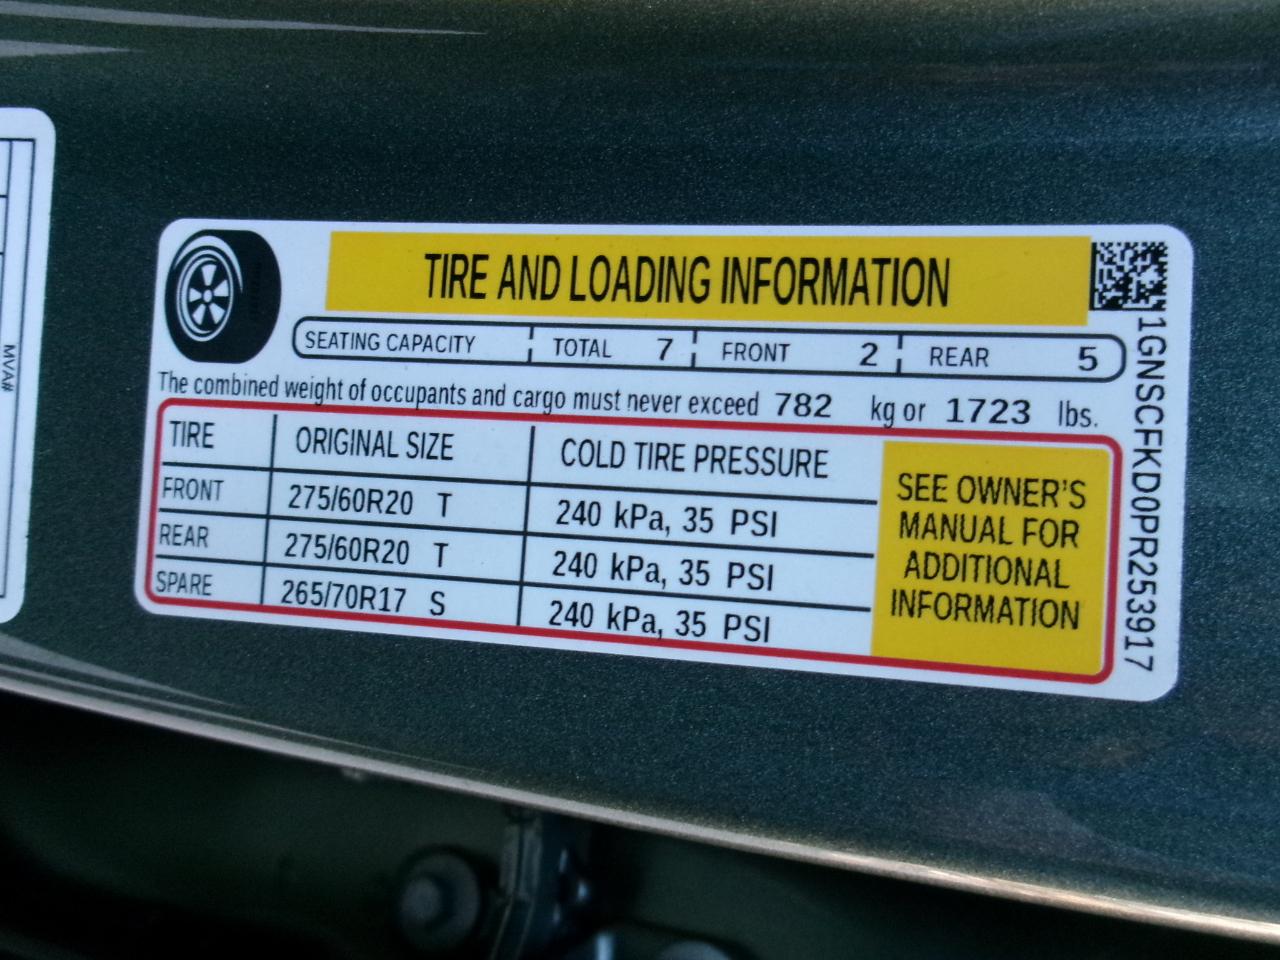 TIRE AND LOADING INFORMATION
SEATING CAPACITY TOTAL 7 FRONT 2 REAR 5
The combined weight of occupants and cargo must never exceed 782 kg or 1723 lbs.
TIRE ORIGINAL SIZE COLD TIRE PRESSURE
FRONT 275/60R20 T 240 kPa, 35 PSI
REAR 275/60R20 T 240 kPa, 35 PSI
SPARE 265/70R17 S 240 kPa, 35 PSI
SEE OWNER'S
MANUAL FOR
ADDITIONAL
INFORMATION
1GNSCFKD0PR253917
MVA#